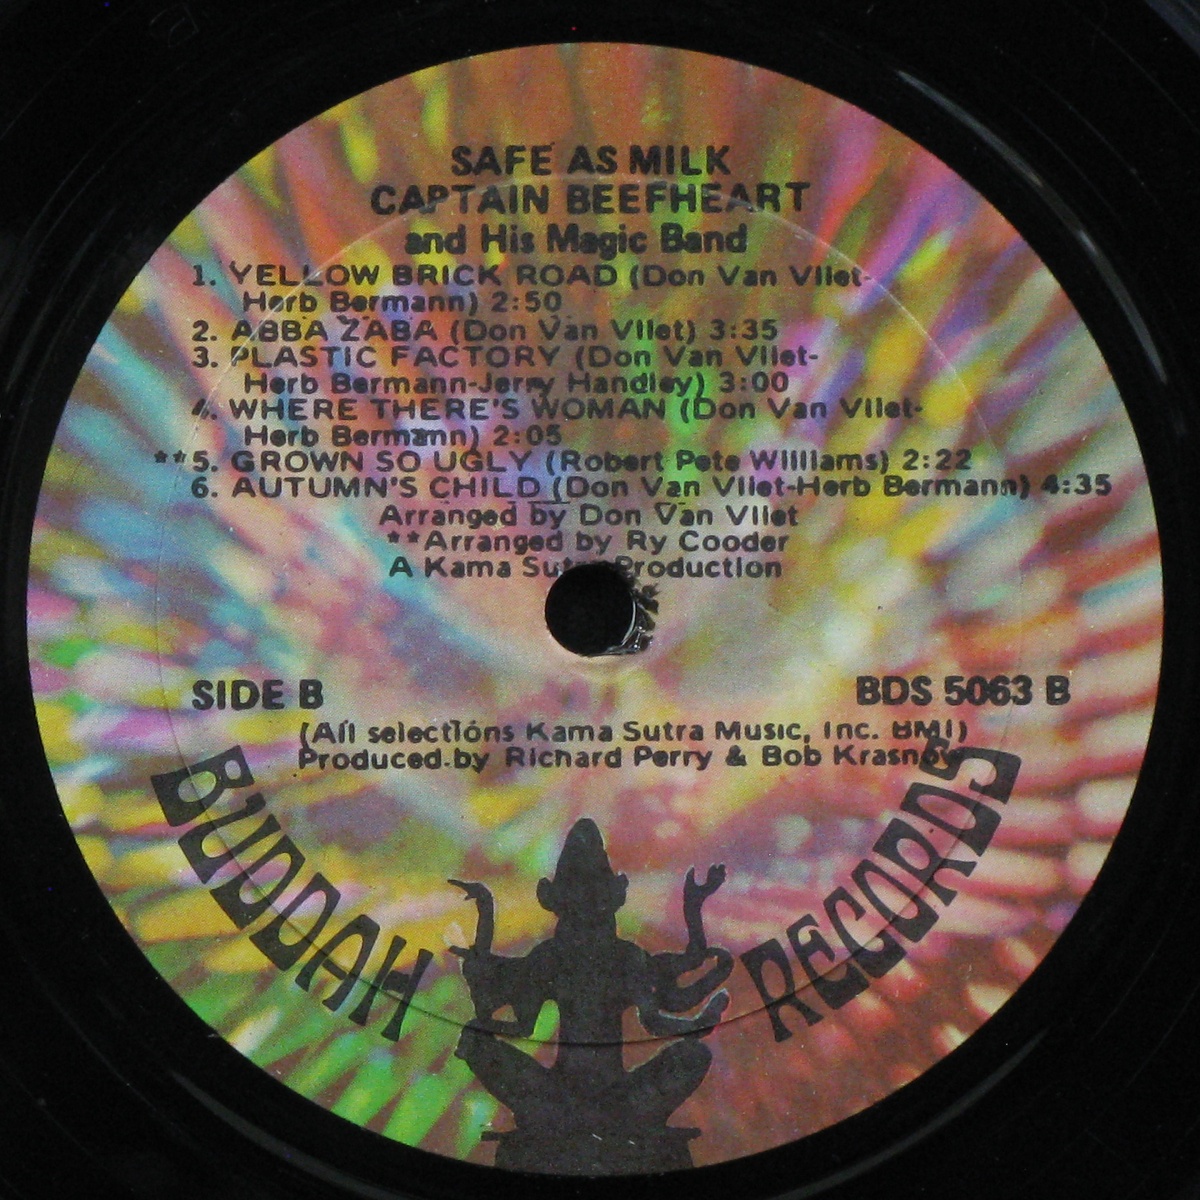 SAFE AS MILK
CAPTAIN BEEFHEART
and His Magic Band
1. YELLOW BRICK ROAD (Don Van Vliet-
Herb Bermann) 2:50
2. ABBA ZABA (Don Van Vliet) 3:35
3. PLASTIC FACTORY (Don Van Vliet-
Herb Bermann-Jerry Handley) 3:00
4. WHERE THERE'S WOMAN (Don Van Vliet-
Herb Bermann) 2:05
**5. GROWN SO UGLY (Robert Pete Williams) 2:22
6. AUTUMN'S CHILD (Don Van Vliet-Herb Bermann) 4:35
Arranged by Don Van Vliet
**Arranged by Ry Cooder
A Kama Sutra Production
SIDE B
BDS 5063 B
(All selections Kama Sutra Music, Inc. BMI)
Produced by Richard Perry & Bob Krasnow
BUDDAH RECORDS